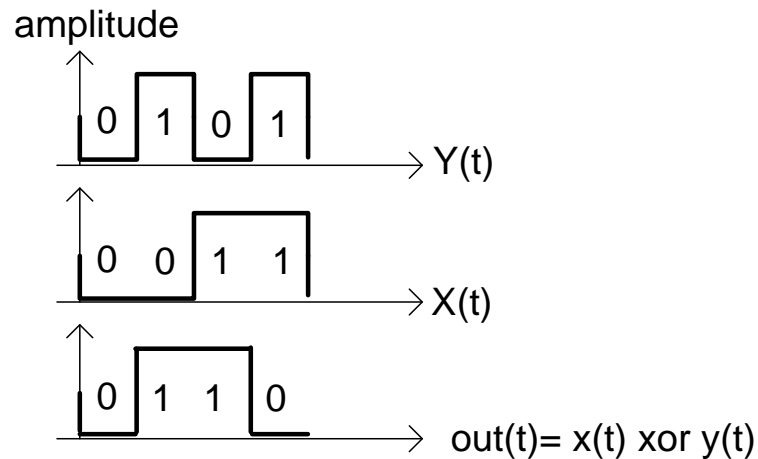 amplitude
0 1 0 1
Y(t)
0 0 1 1
X(t)
0 1 1 0
out(t)= x(t) xor y(t)